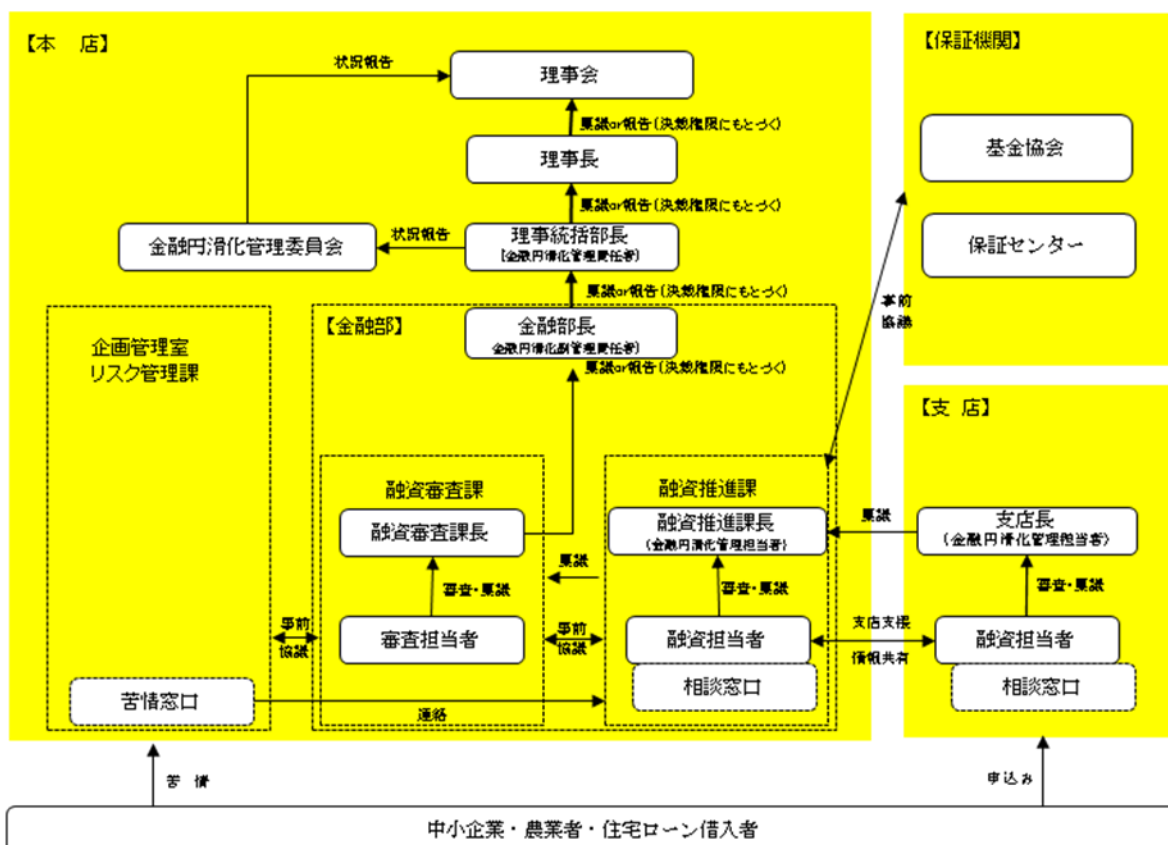 【本　店】
【保証機関】
状況報告
理事会
稟議or報告(決裁権限にもとづく)
理事長
基金協会
稟議or報告(決裁権限にもとづく)
金融円滑化管理委員会
状況報告
理事統括部長
[金融円滑化管理責任者]
保証センター
稟議or報告(決裁権限にもとづく)
事前
協議
企画管理室
リスク管理課
【金融部】
金融部長
金融円滑化副管理責任者]
稟議or報告(決裁権限にもとづく)
【支 店】
融資審査課
融資推進課
融資審査課長
融資推進課長
(金融円滑化管理担当者)
稟議
支店長
(金融円滑化管理担当者)
稟議
審査・稟議
審査・稟議
審査・稟議
事前
協議
審査担当者
事前
協議
融資担当者
支店支援
情報共有
融資担当者
苦情窓口
相談窓口
相談窓口
連絡
苦 情
申込み
中小企業・農業者・住宅ローン借入者